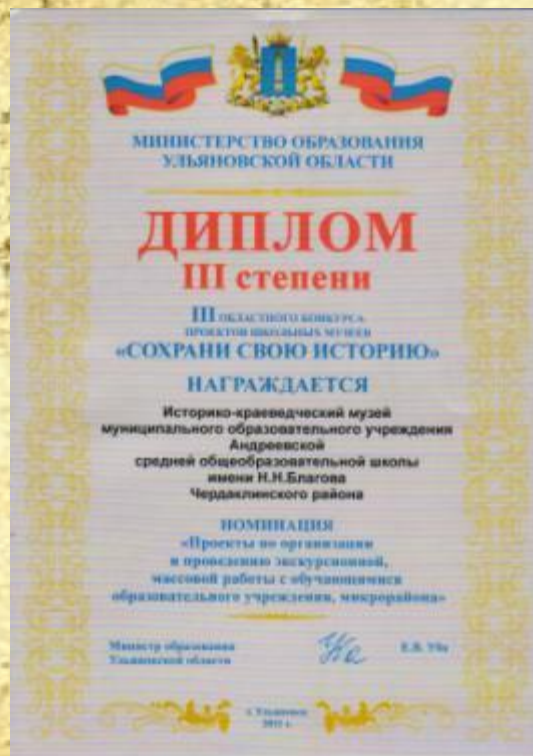 МИНИСТЕРСТВО ОБРАЗОВАНИЯ
УЛЬЯНОВСКОЙ ОБЛАСТИ
ДИПЛОМ
III степени
III ОБЛАСТНОГО КОНКУРСА
ПРОЕКТОВ ШКОЛЬНЫХ МУЗЕЕВ
«СОХРАНИ СВОЮ ИСТОРИЮ»
НАГРАЖДАЕТСЯ
Историко-краеведческий музей
муниципального образовательного учреждения
Андреевской
средней общеобразовательной школы
имени Н.Н.Благова
Чердаклинского района
НОМИНАЦИЯ
«Проекты по организации
и проведению экскурсионной,
массовой работы с обучающимися
образовательного учреждения, микрорайона»
Министр образования
Ульяновской области
Е.В. Уба
г. Ульяновск
2011 г.